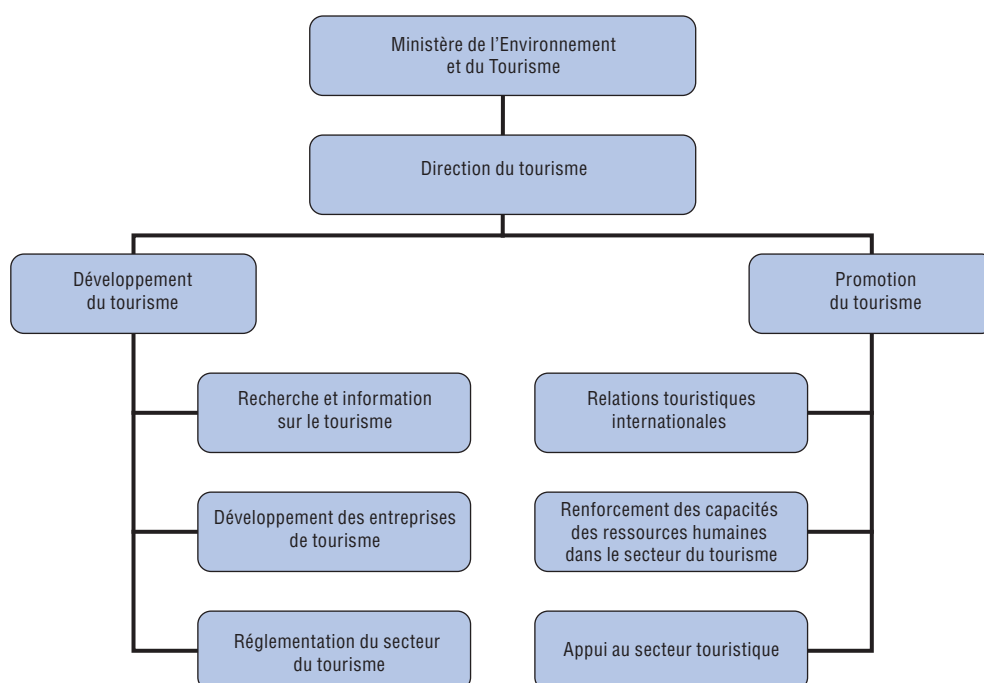 Ministère de l'Environnement
et du Tourisme
Direction du tourisme
Développement
du tourisme
Promotion
du tourisme
Recherche et information
sur le tourisme
Relations touristiques
internationales
Développement des entreprises
de tourisme
Renforcement des capacités
des ressources humaines
dans le secteur du tourisme
Réglementation du secteur
du tourisme
Appui au secteur touristique